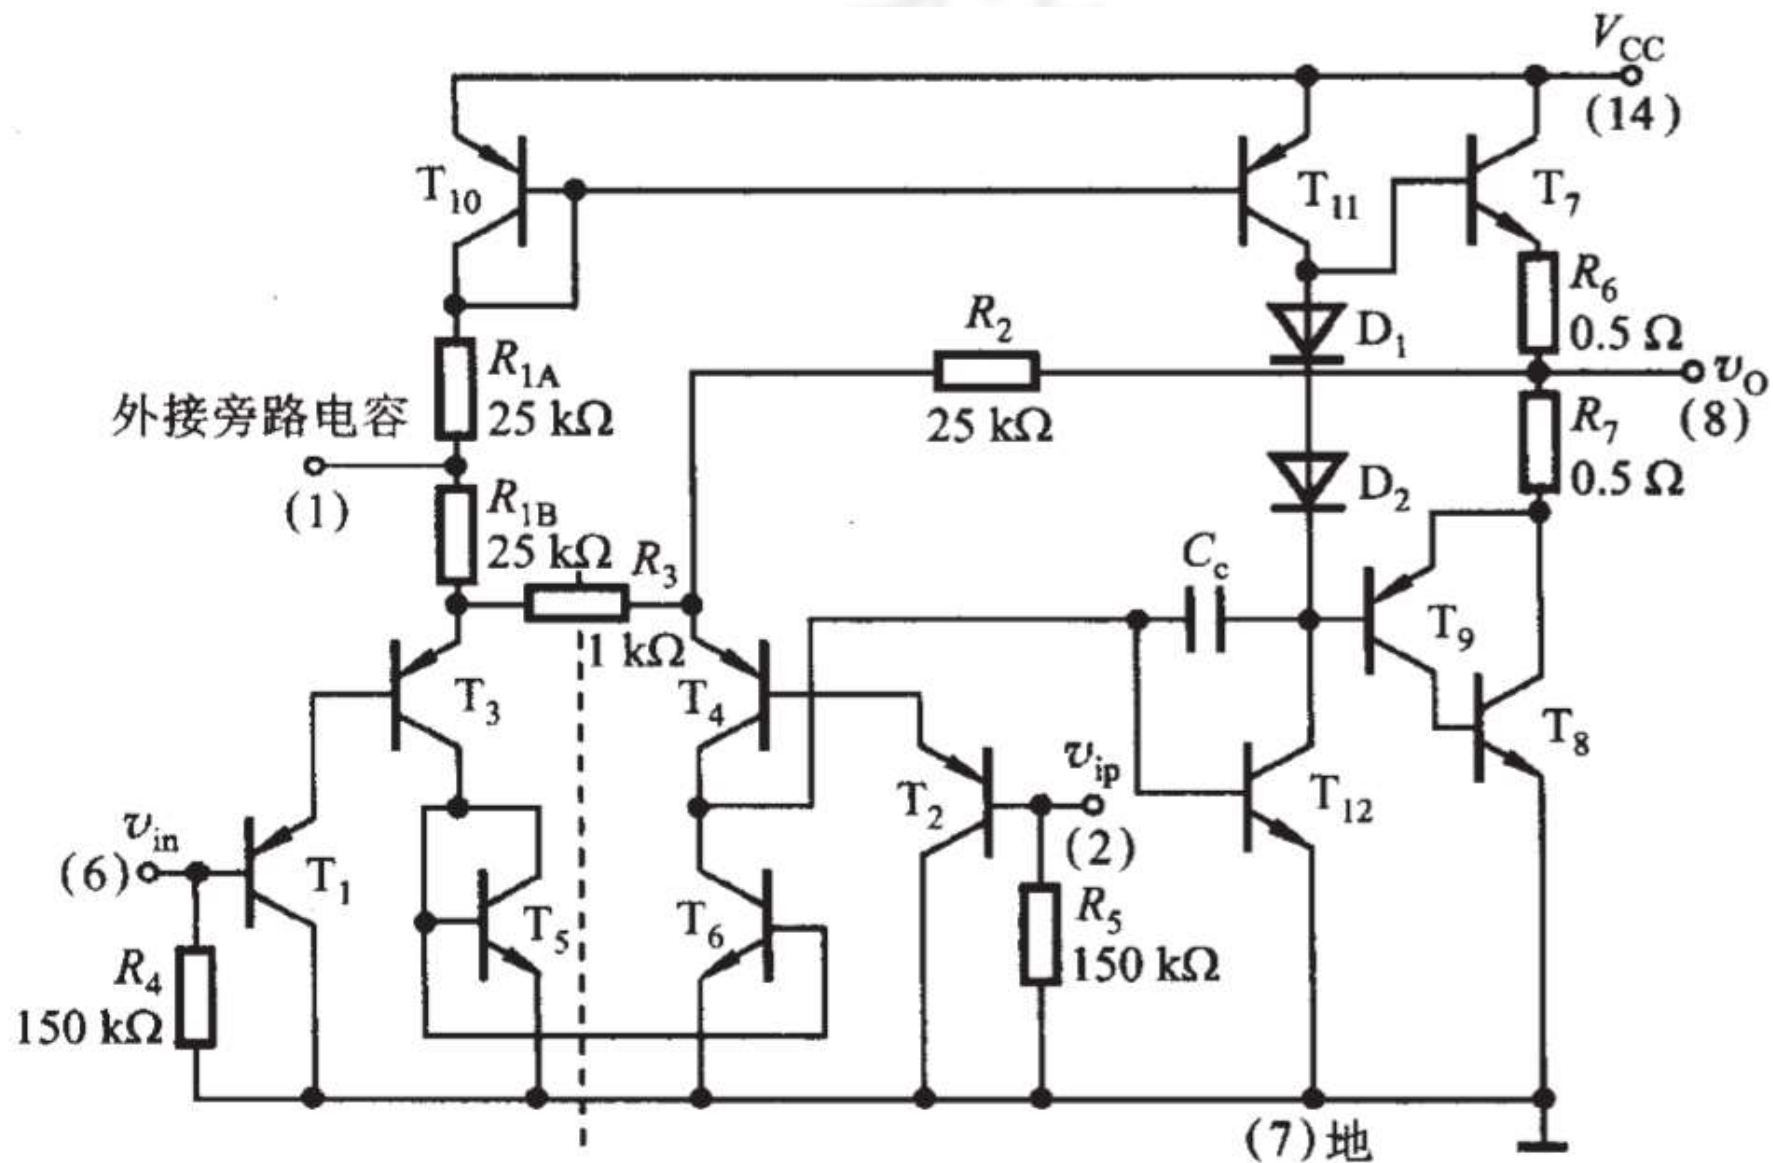 V_CC
(14)
T_10
T_11
T_7
R_6
0.5 Ω
R_2
25 kΩ
D_1
v_O
(8)
R_1A
25 kΩ
外接旁路电容
(1)
R_1B
25 kΩ
R_3
1 kΩ
R_7
0.5 Ω
D_2
C_c
T_9
T_3
T_4
T_8
v_ip
(2)
T_2
T_12
v_in
(6)
T_1
T_5
T_6
R_5
150 kΩ
R_4
150 kΩ
(7)地